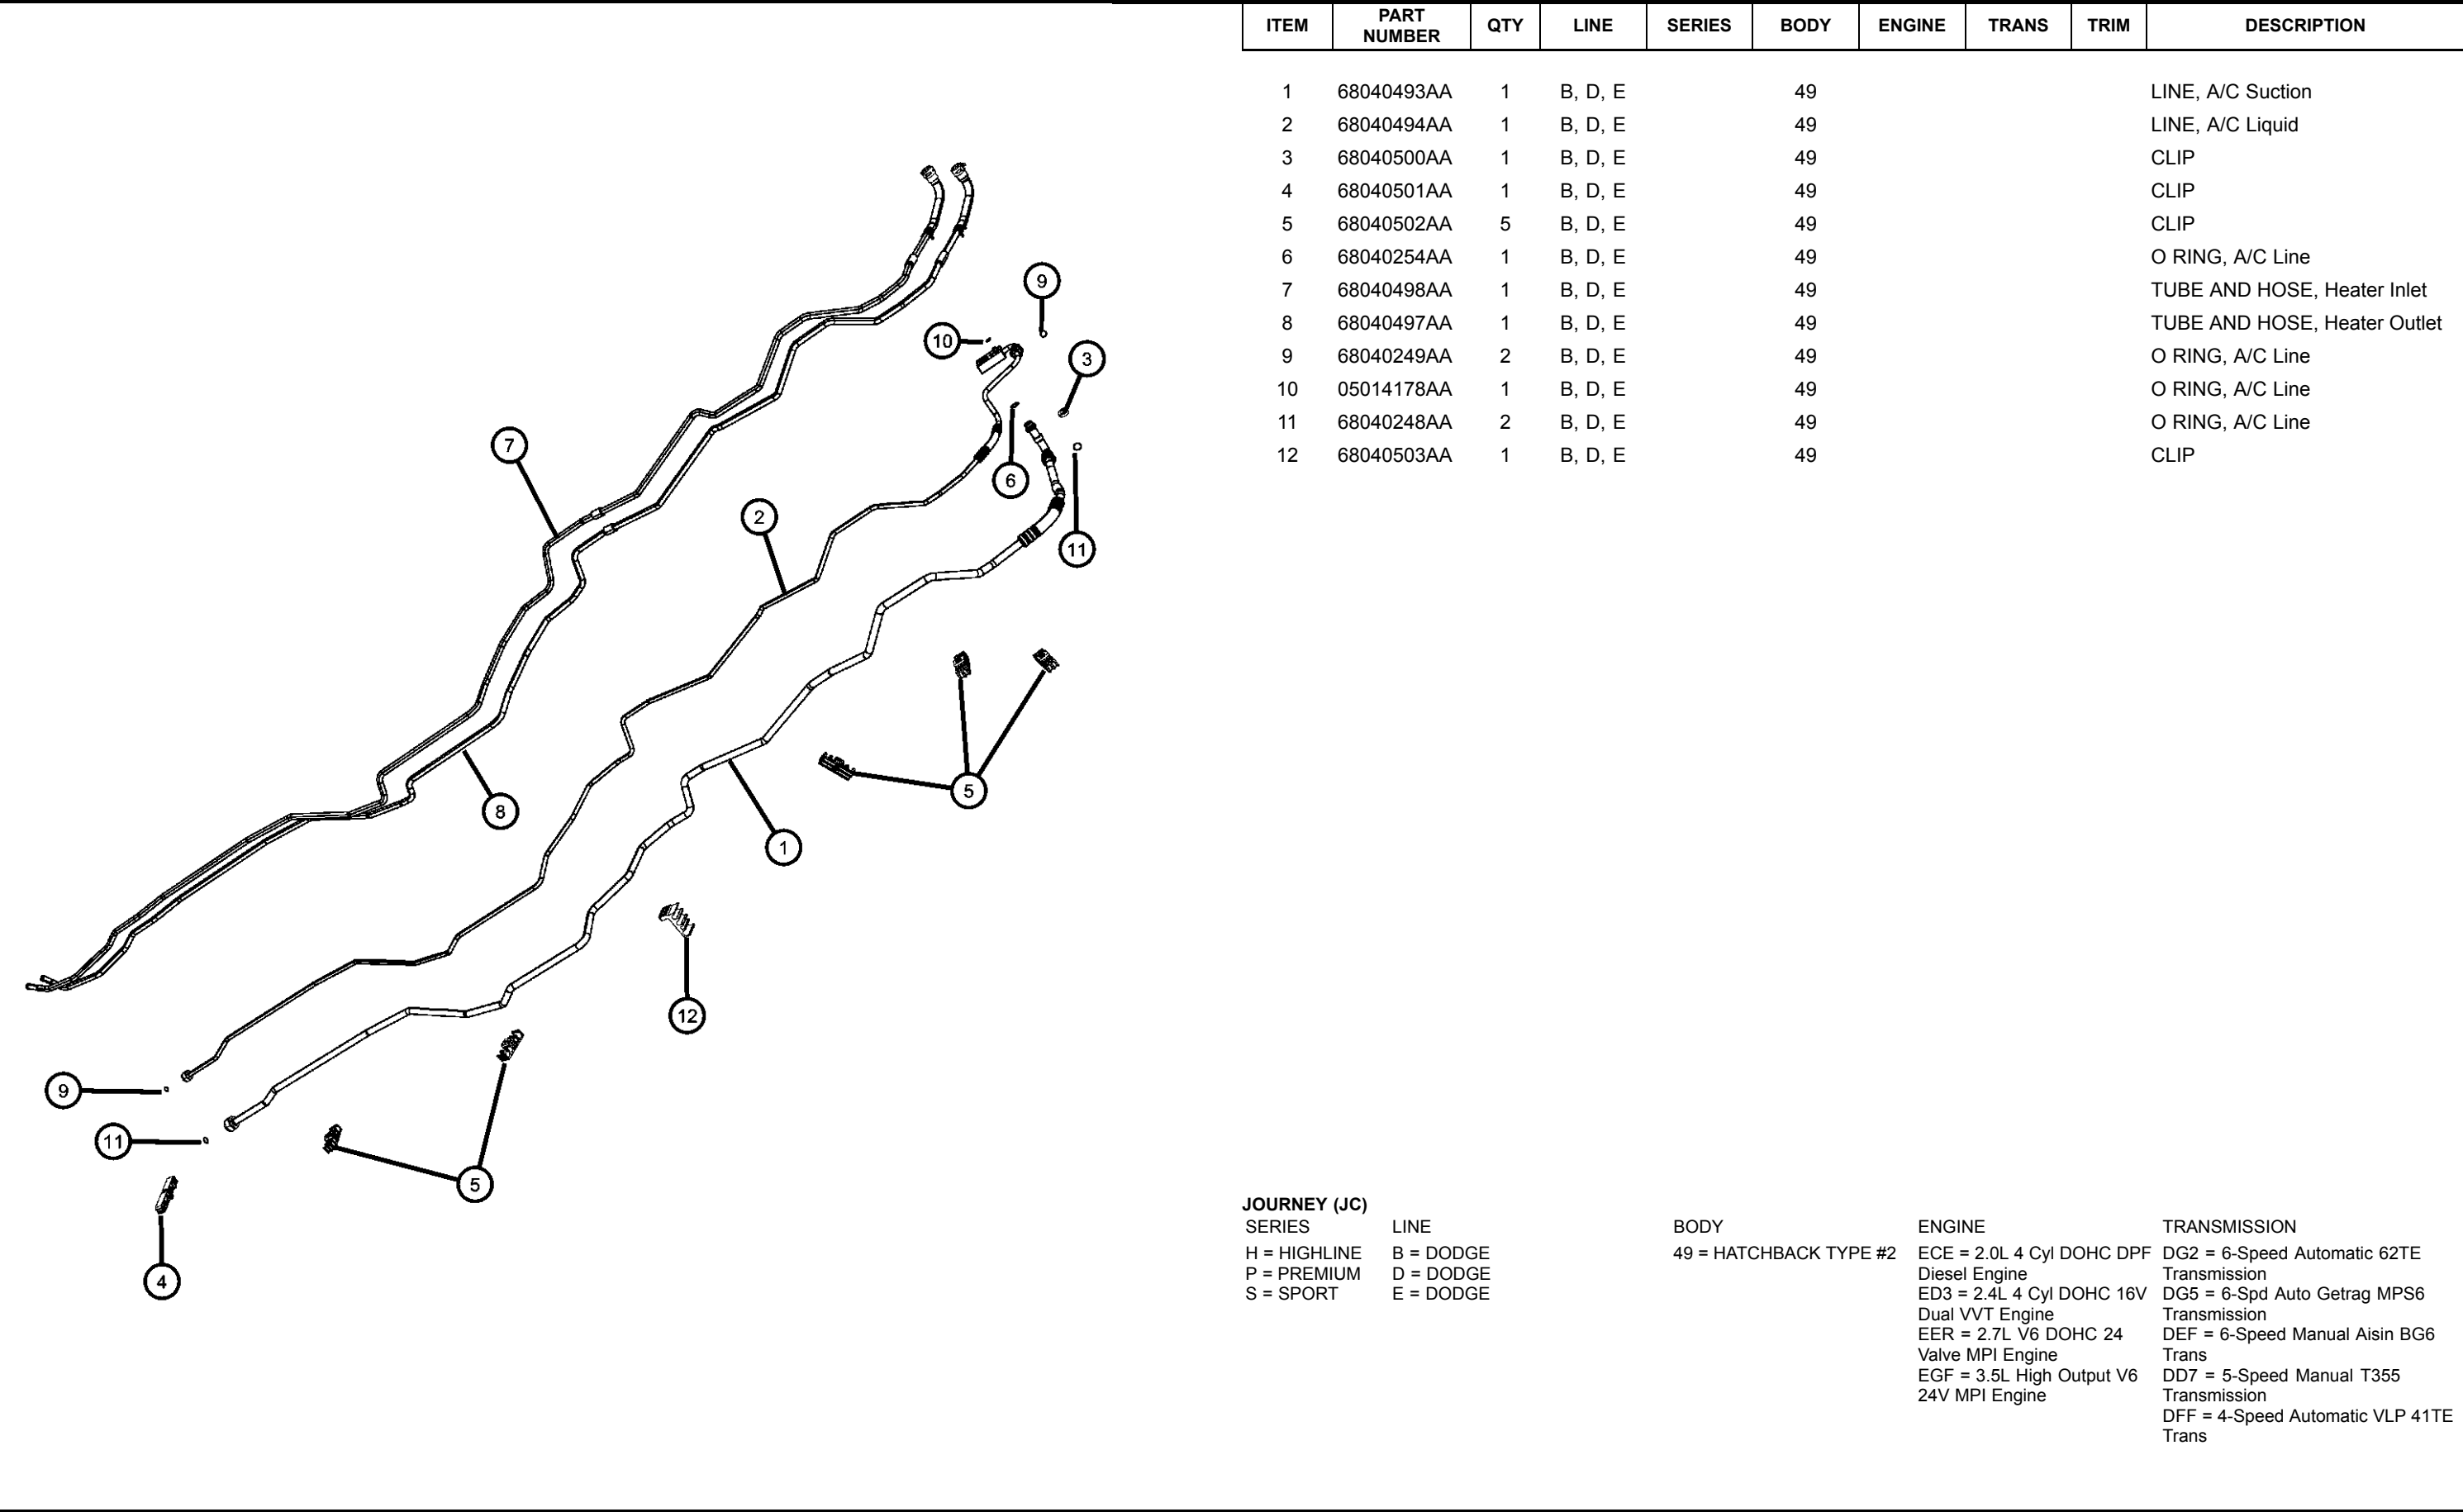 ITEM PART NUMBER QTY LINE SERIES BODY ENGINE TRANS TRIM DESCRIPTION
1 68040493AA 1 B, D, E 49 LINE, A/C Suction
2 68040494AA 1 B, D, E 49 LINE, A/C Liquid
3 68040500AA 1 B, D, E 49 CLIP
4 68040501AA 1 B, D, E 49 CLIP
5 68040502AA 5 B, D, E 49 CLIP
6 68040254AA 1 B, D, E 49 O RING, A/C Line
7 68040498AA 1 B, D, E 49 TUBE AND HOSE, Heater Inlet
8 68040497AA 1 B, D, E 49 TUBE AND HOSE, Heater Outlet
9 68040249AA 2 B, D, E 49 O RING, A/C Line
10 05014178AA 1 B, D, E 49 O RING, A/C Line
11 68040248AA 2 B, D, E 49 O RING, A/C Line
12 68040503AA 1 B, D, E 49 CLIP
9
10
3
7
6
2
11
5
8
1
12
9
11
5
4
JOURNEY (JC)
SERIES
H = HIGHLINE
P = PREMIUM
S = SPORT
LINE
B = DODGE
D = DODGE
E = DODGE
BODY
49 = HATCHBACK TYPE #2
ENGINE
ECE = 2.0L 4 Cyl DOHC DPF
Diesel Engine
ED3 = 2.4L 4 Cyl DOHC 16V
Dual VVT Engine
EER = 2.7L V6 DOHC 24
Valve MPI Engine
EGF = 3.5L High Output V6
24V MPI Engine
TRANSMISSION
DG2 = 6-Speed Automatic 62TE
Transmission
DG5 = 6-Spd Auto Getrag MPS6
Transmission
DEF = 6-Speed Manual Aisin BG6
Trans
DD7 = 5-Speed Manual T355
Transmission
DFF = 4-Speed Automatic VLP 41TE
Trans